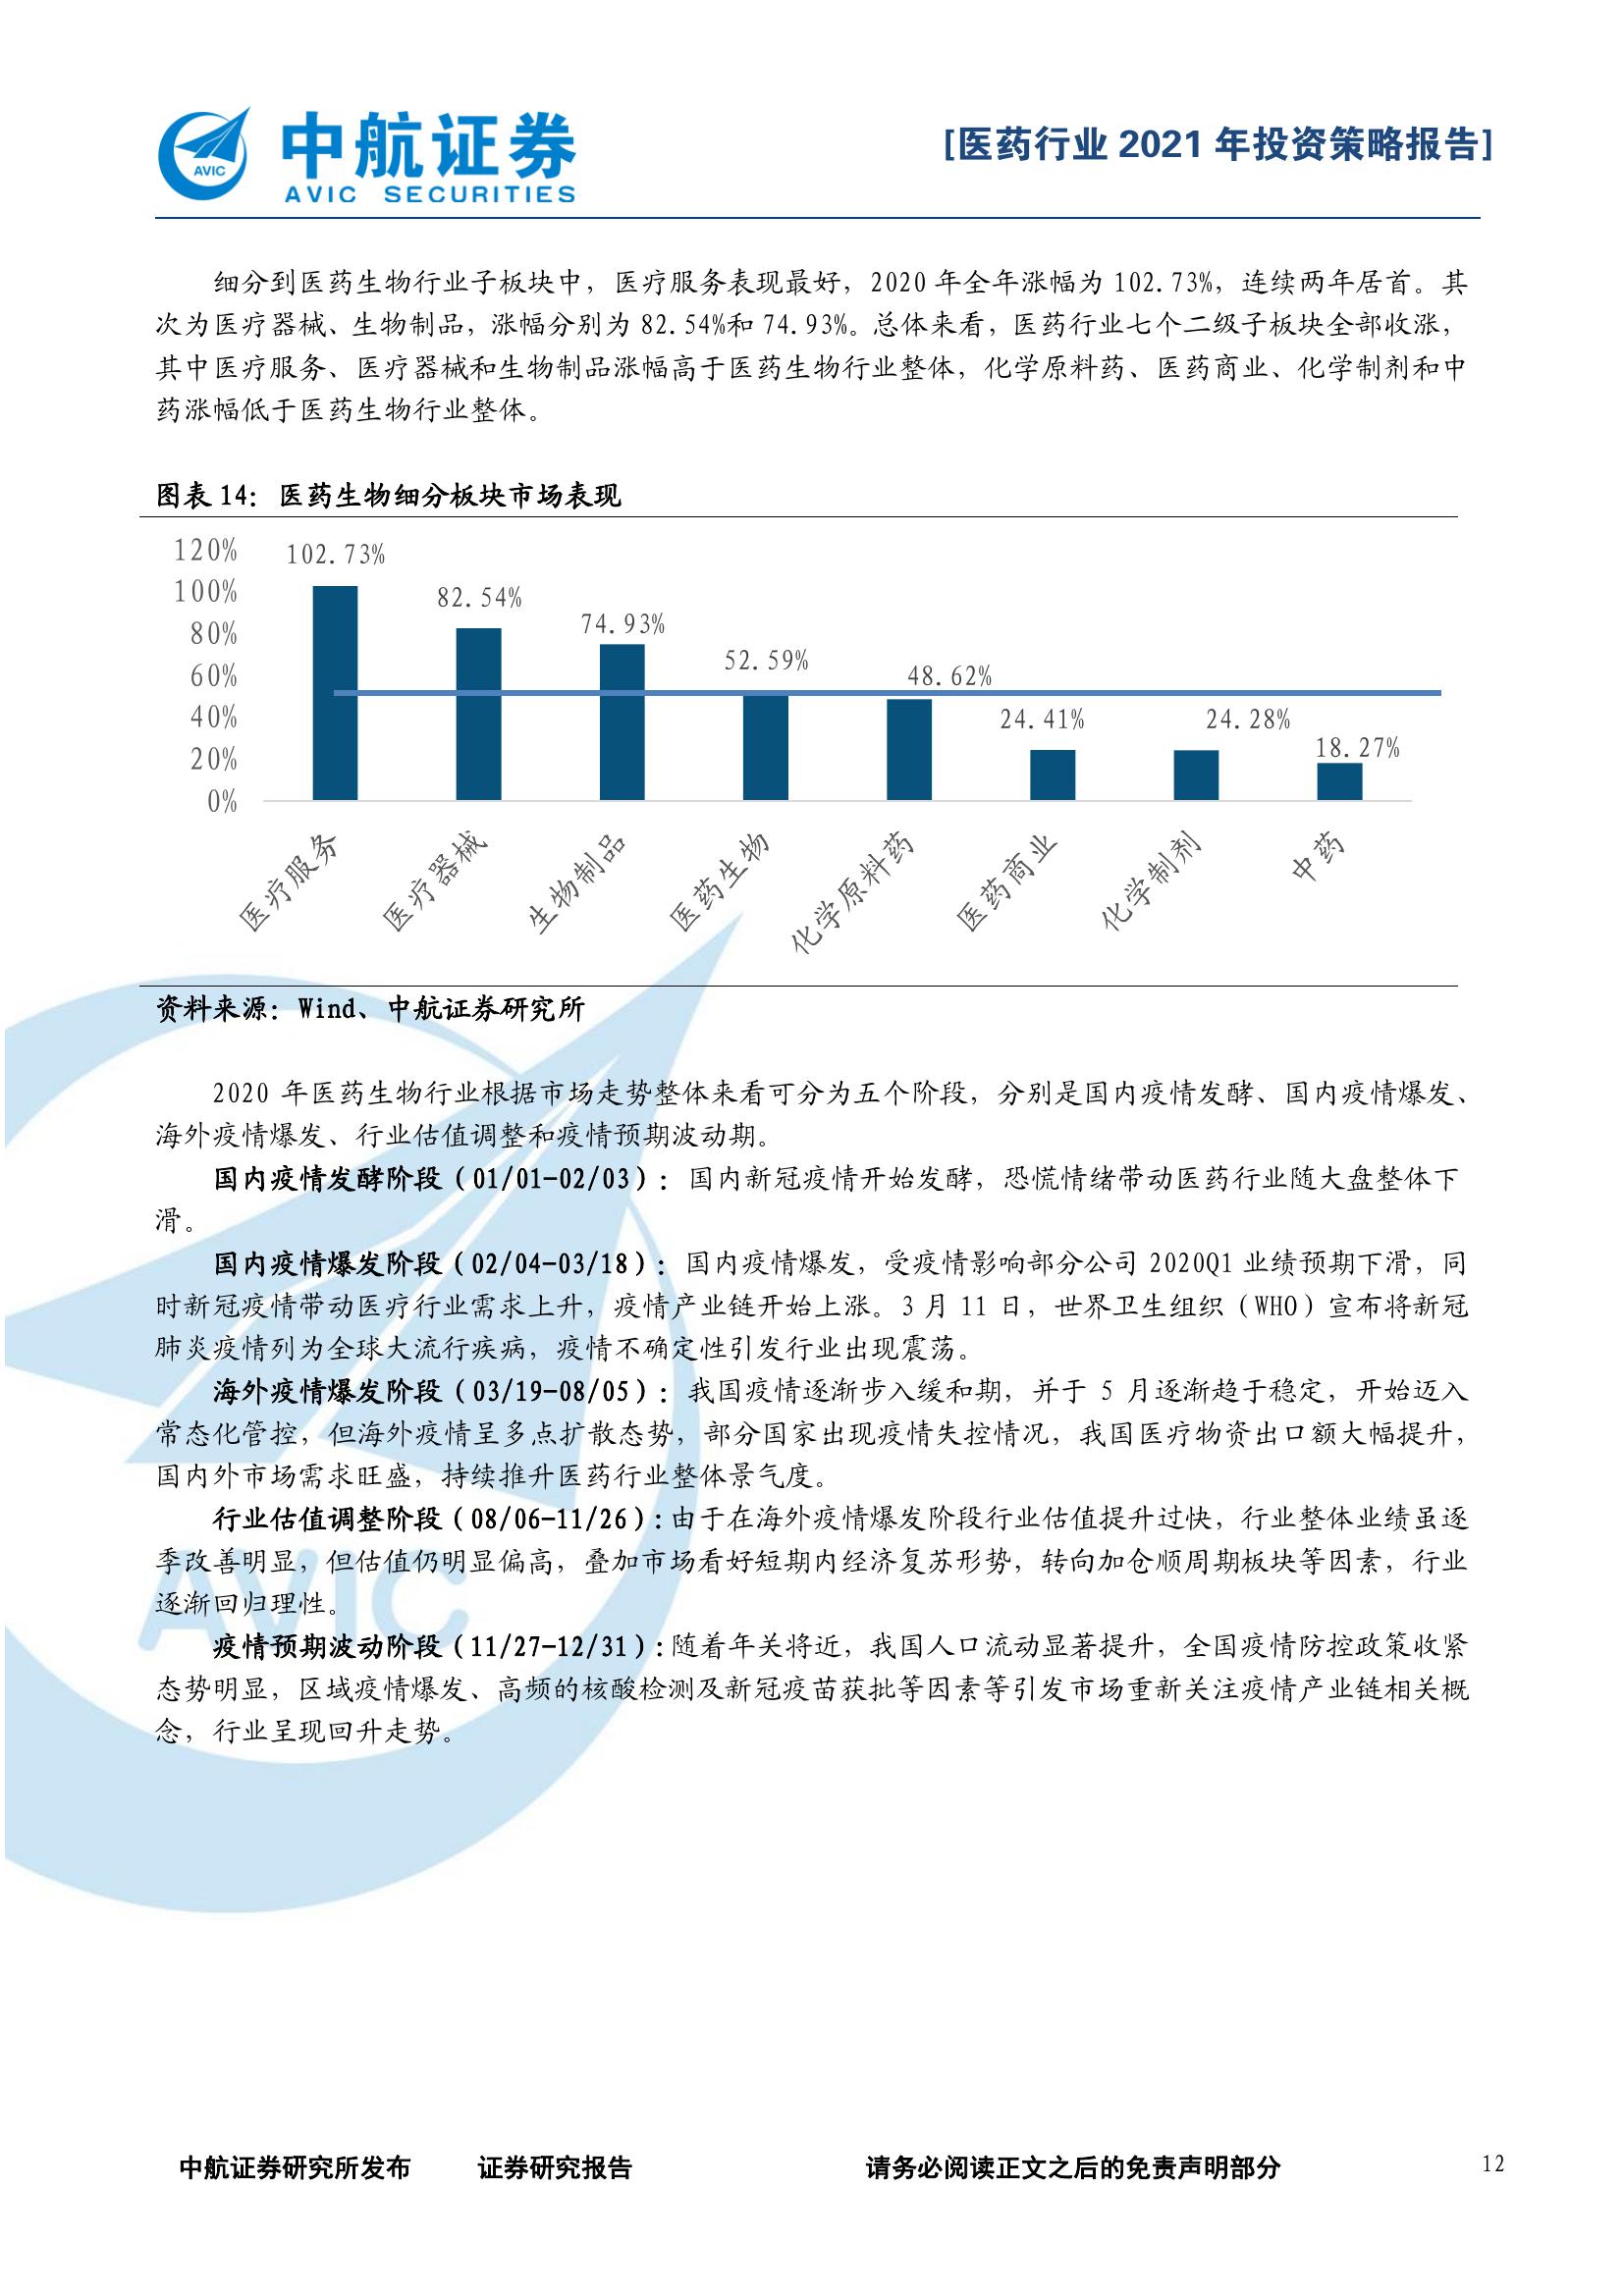 中航证券
AVIC SECURITIES
AVIC
[医药行业 2021 年投资策略报告]
细分到医药生物行业子板块中，医疗服务表现最好，2020 年全年涨幅为 102.73%，连续两年居首。其
次为医疗器械、生物制品，涨幅分别为 82.54%和 74.93%。总体来看，医药行业七个二级子板块全部收涨，
其中医疗服务、医疗器械和生物制品涨幅高于医药生物行业整体，化学原料药、医药商业、化学制剂和中
药涨幅低于医药生物行业整体。
图表 14： 医药生物细分板块市场表现
120%
100%
80%
60%
40%
20%
0%
102.73%
82.54%
74.93%
52.59%
48.62%
24.41%
24.28%
18.27%
医疗服务
医疗器械
生物制品
医药生物
化学原料药
医药商业
化学制剂
中药
资料来源：Wind、中航证券研究所
2020 年医药生物行业根据市场走势整体来看可分为五个阶段，分别是国内疫情发酵、国内疫情爆发、
海外疫情爆发、行业估值调整和疫情预期波动期。
国内疫情发酵阶段（01/01-02/03）：国内新冠疫情开始发酵，恐慌情绪带动医药行业随大盘整体下
滑。
国内疫情爆发阶段（02/04-03/18）：国内疫情爆发，受疫情影响部分公司 2020Q1 业绩预期下滑，同
时新冠疫情带动医疗行业需求上升，疫情产业链开始上涨。3 月 11 日，世界卫生组织（WHO）宣布将新冠
肺炎疫情列为全球大流行疾病，疫情不确定性引发行业出现震荡。
海外疫情爆发阶段（03/19-08/05）：我国疫情逐渐步入缓和期，并于 5 月逐渐趋于稳定，开始迈入
常态化管控，但海外疫情呈多点扩散态势，部分国家出现疫情失控情况，我国医疗物资出口额大幅提升，
国内外市场需求旺盛，持续推升医药行业整体景气度。
行业估值调整阶段（08/06-11/26）：由于在海外疫情爆发阶段行业估值提升过快，行业整体业绩虽逐
季改善明显，但估值仍明显偏高，叠加市场看好短期内经济复苏形势，转向加仓顺周期板块等因素，行业
逐渐回归理性。
疫情预期波动阶段（11/27-12/31）：随着年关将近，我国人口流动显著提升，全国疫情防控政策收紧
态势明显，区域疫情爆发、高频的核酸检测及新冠疫苗获批等因素等引发市场重新关注疫情产业链相关概
念，行业呈现回升走势。
AVIC
中航证券研究所发布 证券研究报告 请务必阅读正文之后的免责声明部分 12